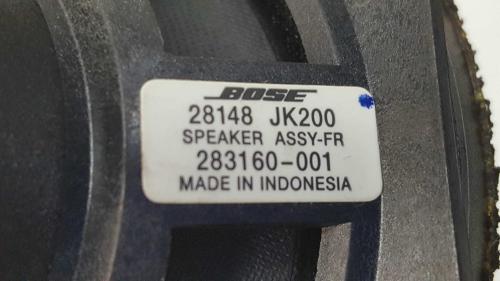 BOSE
28148 JK200
SPEAKER ASSY-FR
283160-001
MADE IN INDONESIA